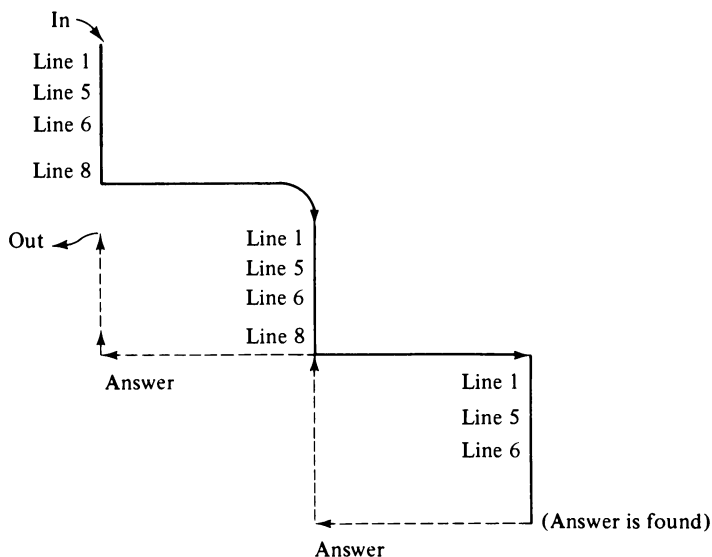 In
Line 1
Line 5
Line 6
Line 8
Out
Line 1
Line 5
Line 6
Line 8
Answer
Line 1
Line 5
Line 6
(Answer is found)
Answer